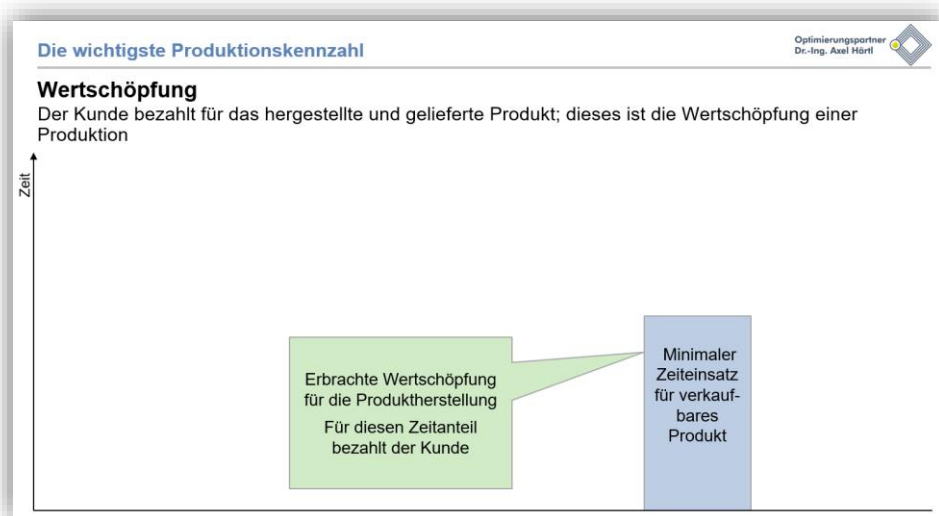 Die wichtigste Produktionskennzahl
Optimierungspartner
Dr.-Ing. Axel Härtl
Wertschöpfung
Der Kunde bezahlt für das hergestellte und gelieferte Produkt; dieses ist die Wertschöpfung einer
Produktion
Zeit
Erbrachte Wertschöpfung
für die Produktherstellung
Für diesen Zeitanteil
bezahlt der Kunde
Minimaler
Zeiteinsatz
für verkauf-
bares
Produkt